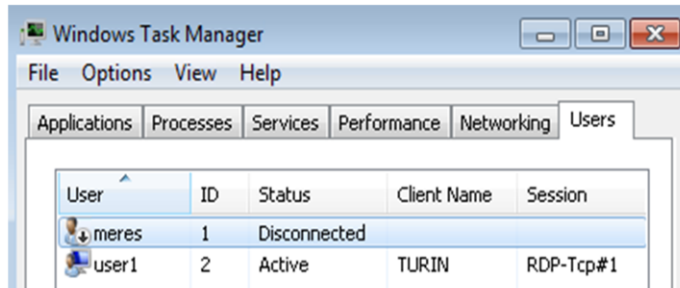 Windows Task Manager
File Options View Help
Applications Processes Services Performance Networking Users
User ID Status Client Name Session
meres 1 Disconnected
user1 2 Active TURIN RDP-Tcp#1